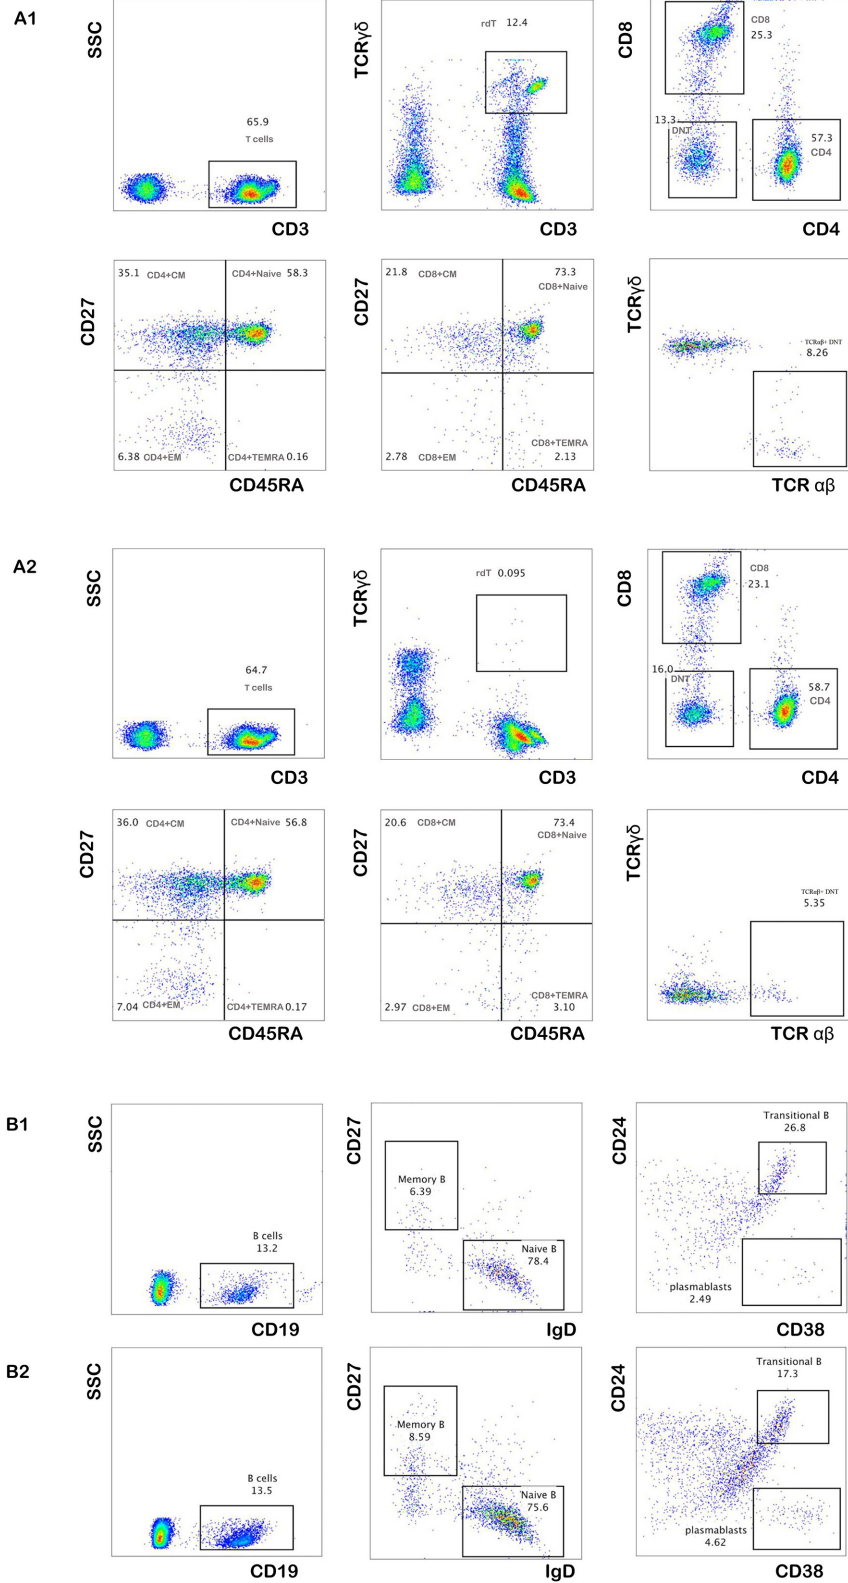 A1
SSC
65.9
T cells
CD3
TCRγδ
rdT 12.4
CD3
CD8
CD8
25.3
13.3
DNT
57.3
CD4
CD4
CD27
35.1 CD4+CM
CD4+Naive 58.3
6.38 CD4+EM
CD4+TEMRA 0.16
CD45RA
CD27
21.8 CD8+CM
73.3
CD8+Naive
2.78 CD8+EM
CD8+TEMRA
2.13
CD45RA
TCRγδ
TCRαβ+ DNT
8.26
TCR αβ
A2
SSC
64.7
T cells
CD3
TCRγδ
rdT 0.095
CD3
CD8
CD8
23.1
16.0
DNT
58.7
CD4
CD4
CD27
36.0 CD4+CM
CD4+Naive 56.8
7.04 CD4+EM
CD4+TEMRA 0.17
CD45RA
CD27
20.6 CD8+CM
73.4
CD8+Naive
2.97 CD8+EM
CD8+TEMRA
3.10
CD45RA
TCRγδ
TCRαβ+ DNT
5.35
TCR αβ
B1
SSC
B cells
13.2
CD19
CD27
Memory B
6.39
Naive B
78.4
IgD
CD24
Transitional B
26.8
plasmablasts
2.49
CD38
B2
SSC
B cells
13.5
CD19
CD27
Memory B
8.59
Naive B
75.6
IgD
CD24
Transitional B
17.3
plasmablasts
4.62
CD38